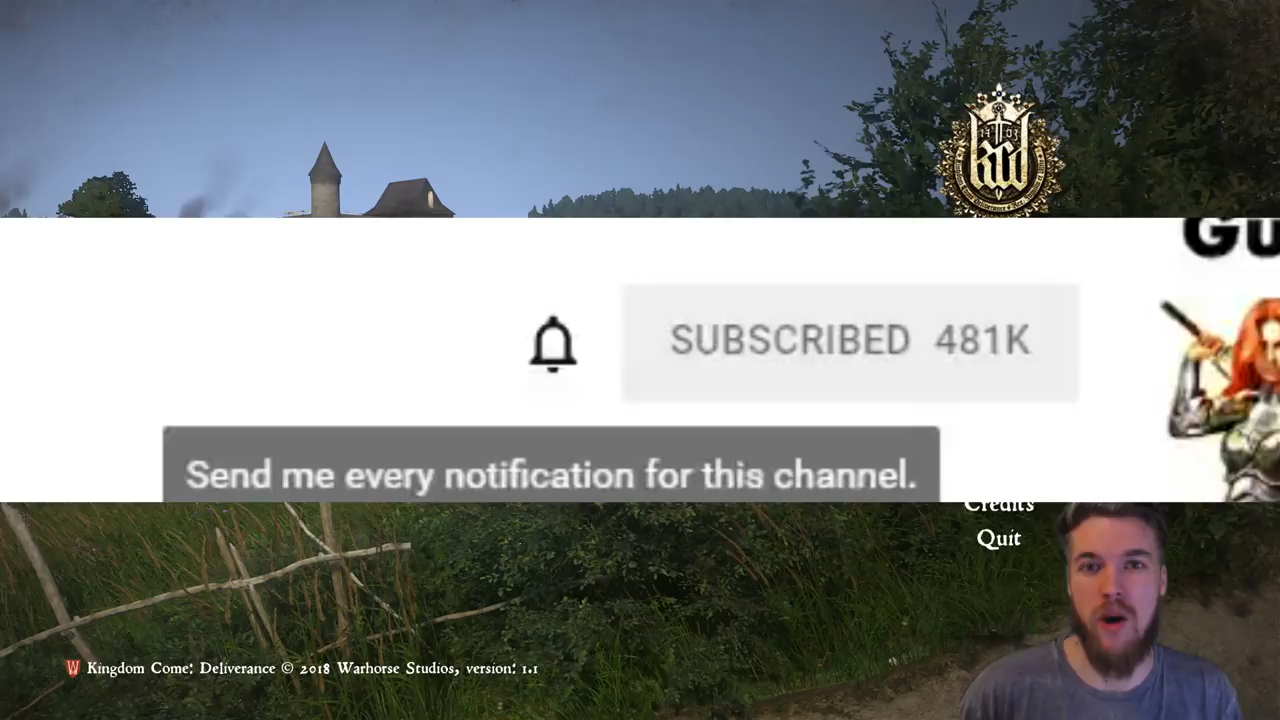 Gu
SUBSCRIBED 481K
Send me every notification for this channel.
Credits
Quit
Kingdom Come: Deliverance © 2018 Warhorse Studios, version: 1.1